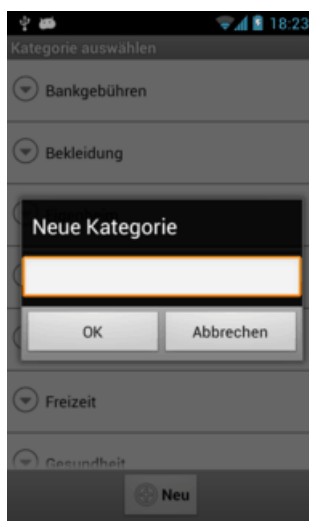 18:23
Kategorie auswählen
Bankgebühren
Bekleidung
Neue Kategorie
OK
Abbrechen
Freizeit
Gesundheit
Neu